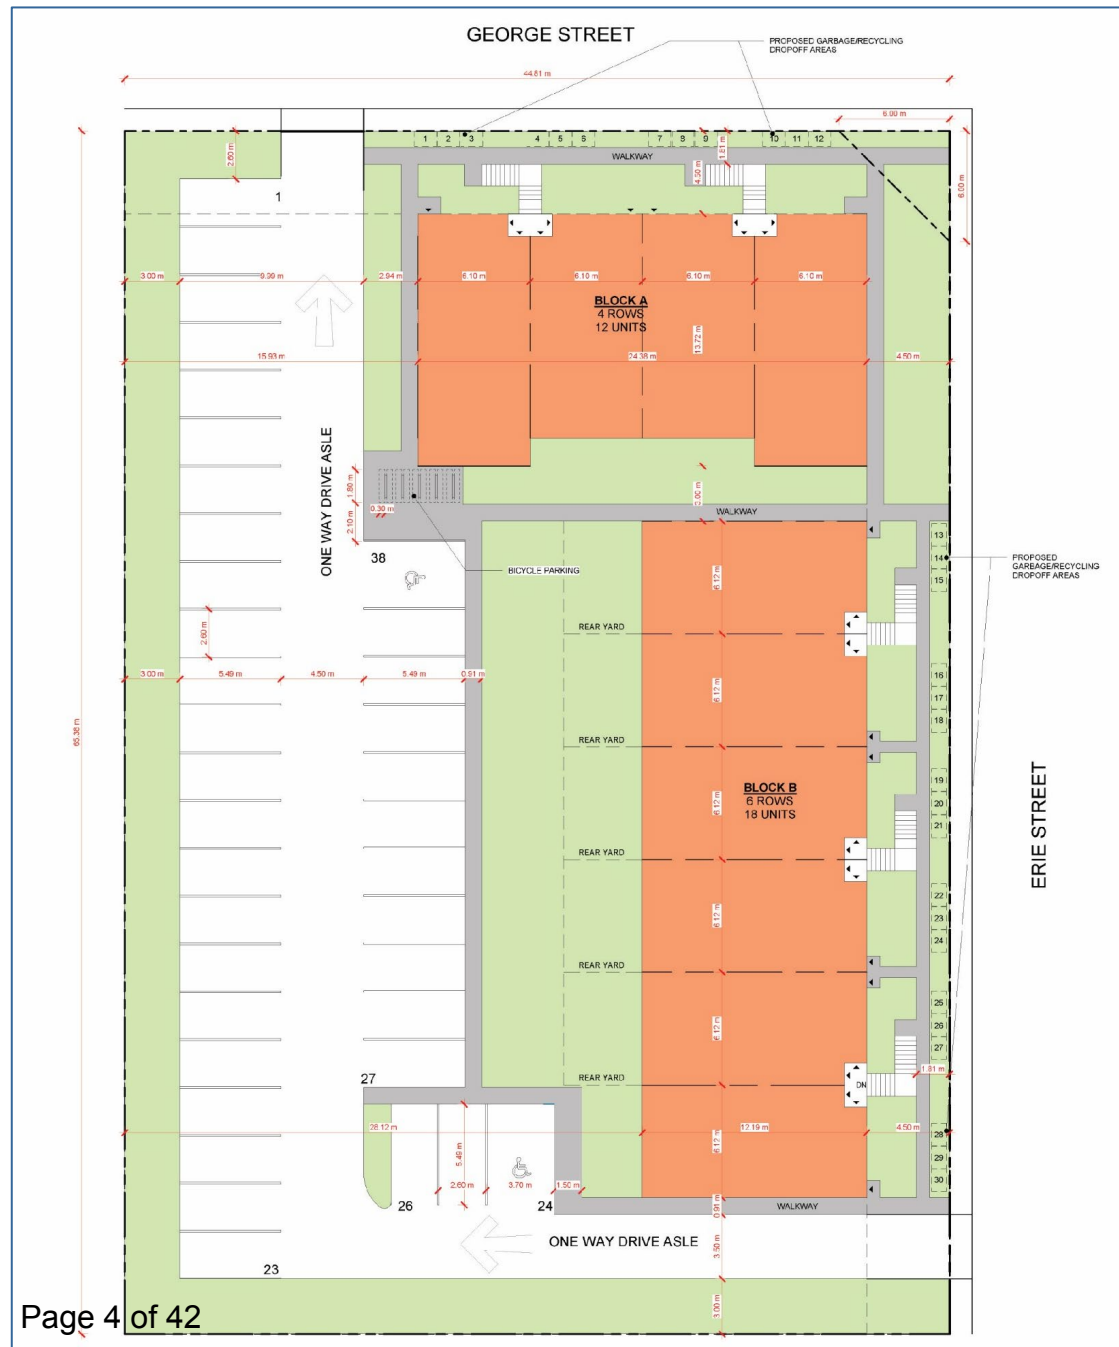 GEORGE STREET
PROPOSED GARBAGE/RECYCLING
DROPOFF AREAS
44.81 m
6.00 m
1 2 3 4 5 6 7 8 9 10 11 12
2.60 m
1.81 m
WALKWAY
4.50 m
6.00 m
1
3.00 m 9.99 m 2.94 m 6.10 m 6.10 m 6.10 m 6.10 m
BLOCK A
4 ROWS
12 UNITS
13.72 m
15.93 m 24.38 m 4.50 m
ONE WAY DRIVE ASLE
1.80 m
3.00 m
0.30 m
2.10 m
WALKWAY
38
BICYCLE PARKING
13
14
15
PROPOSED
GARBAGE/RECYCLING
DROPOFF AREAS
6.12 m
2.60 m
REAR YARD
3.00 m 5.49 m 4.50 m 5.49 m 0.91 m
6.12 m
16
17
18
65.38 m
REAR YARD
BLOCK B
6 ROWS
18 UNITS
6.12 m
19
20
21
ERIE STREET
REAR YARD
6.12 m
22
23
24
REAR YARD
6.12 m
25
26
27
27
REAR YARD
DN
1.81 m
28.12 m 12.19 m 4.50 m
6.12 m
28
29
30
5.49 m
2.60 m 3.70 m 1.50 m
26 24
WALKWAY
0.91 m
ONE WAY DRIVE ASLE
3.50 m
23
3.00 m
Page 4 of 42